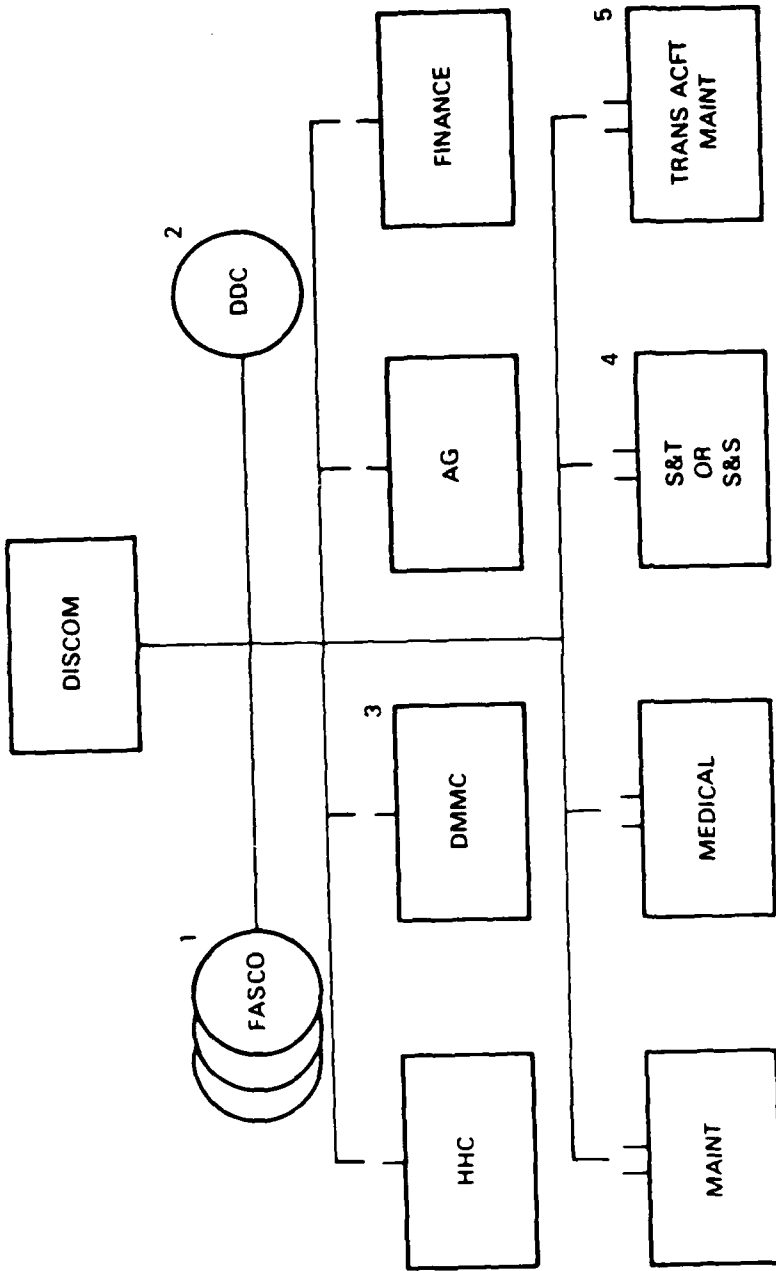 DISCOM
1
FASCO
2
DDC
HHC
3
DMMC
AG
FINANCE
MAINT
MEDICAL
4
S&T
OR
S&S
5
TRANS ACFT
MAINT